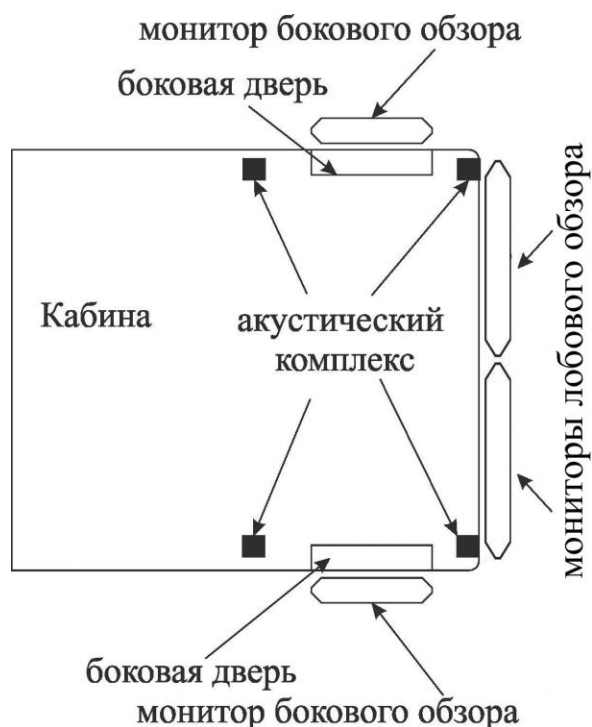 монитор бокового обзора
боковая дверь
Кабина
акустический
комплекс
мониторы лобового обзора
боковая дверь
монитор бокового обзора